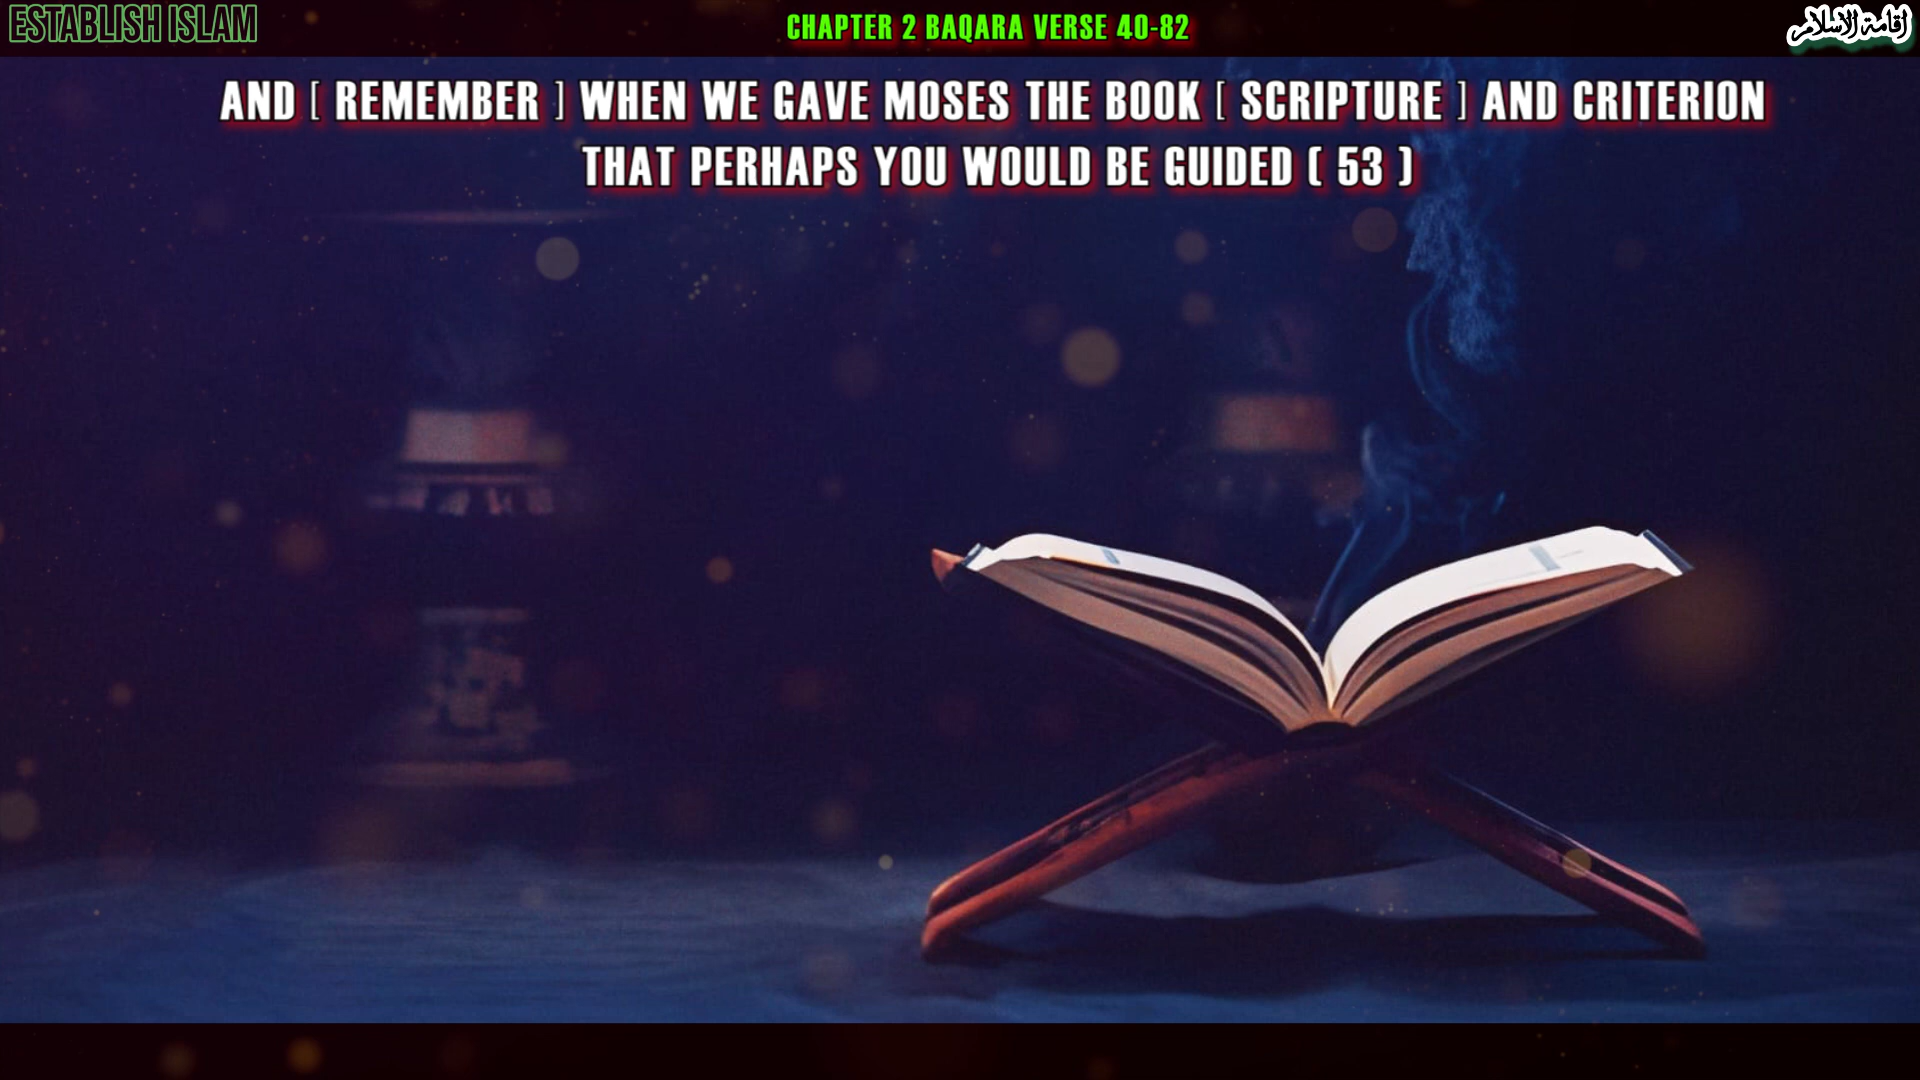 ESTABLISH ISLAM
CHAPTER 2 BAQARA VERSE 40-82
إقامة الإسلام
AND [ REMEMBER ] WHEN WE GAVE MOSES THE BOOK [ SCRIPTURE ] AND CRITERION
THAT PERHAPS YOU WOULD BE GUIDED ( 53 )